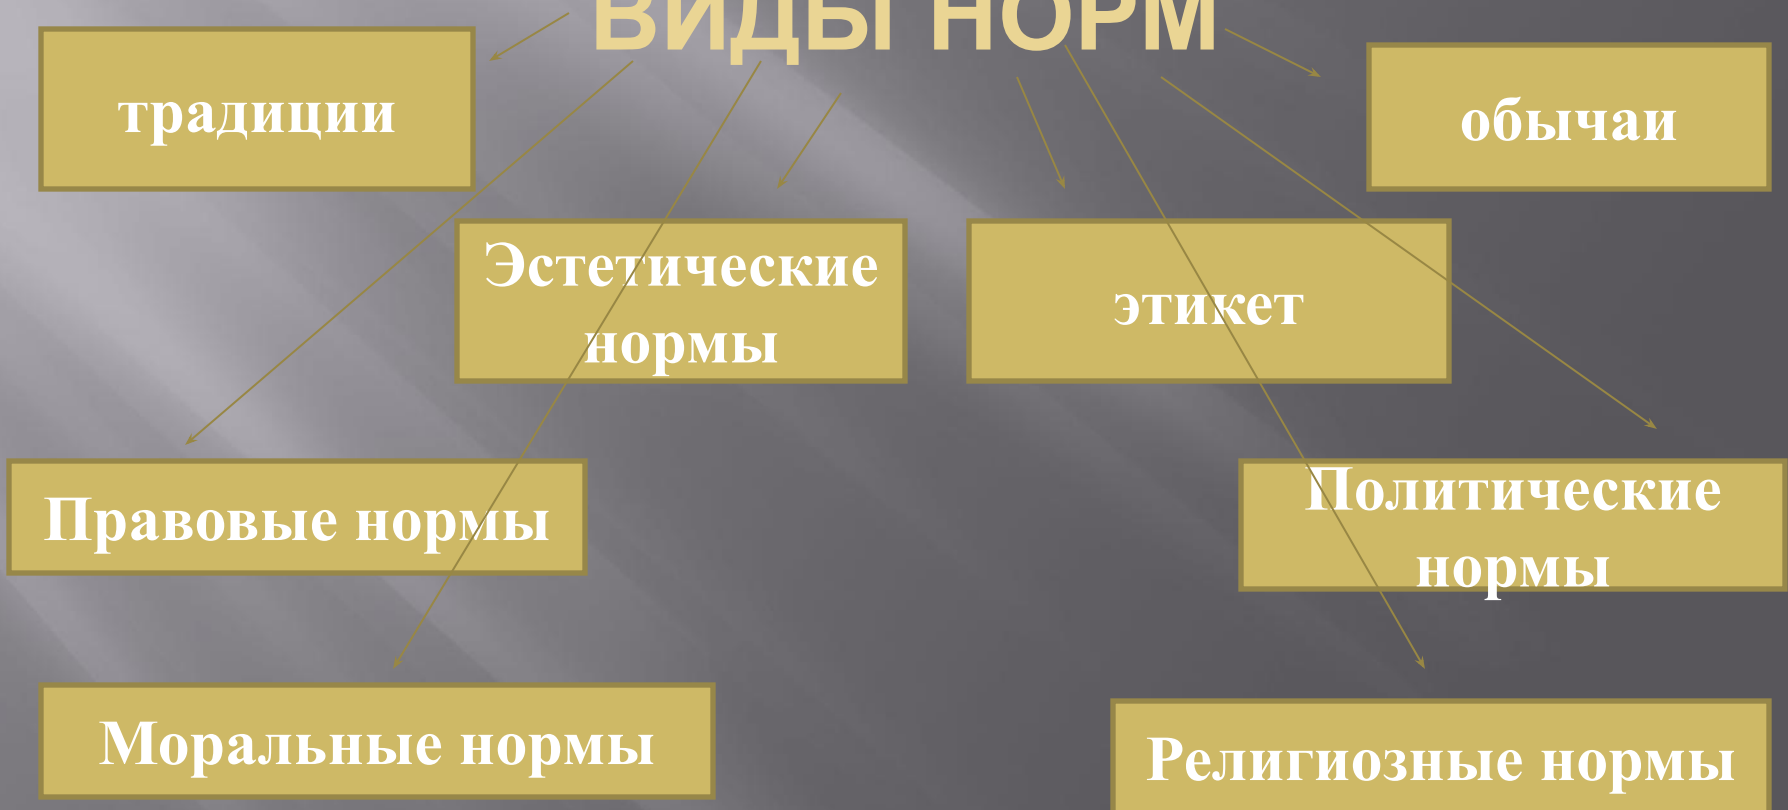 ВИДЫ НОРМ
традиции
обычаи
Эстетические
нормы
этикет
Правовые нормы
Политические
нормы
Моральные нормы
Религиозные нормы